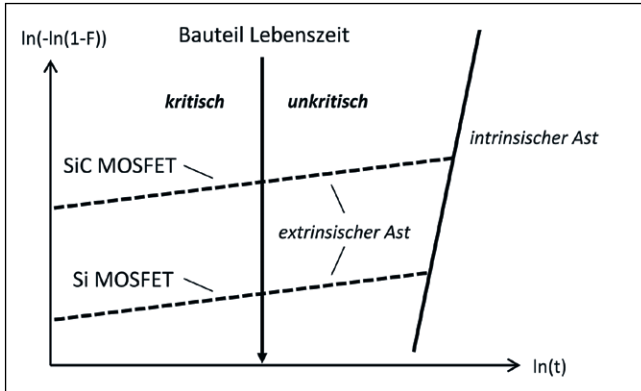 ln(-ln(1-F))
Bauteil Lebenszeit
kritisch
unkritisch
intrinsischer Ast
SiC MOSFET
extrinsischer Ast
Si MOSFET
ln(t)